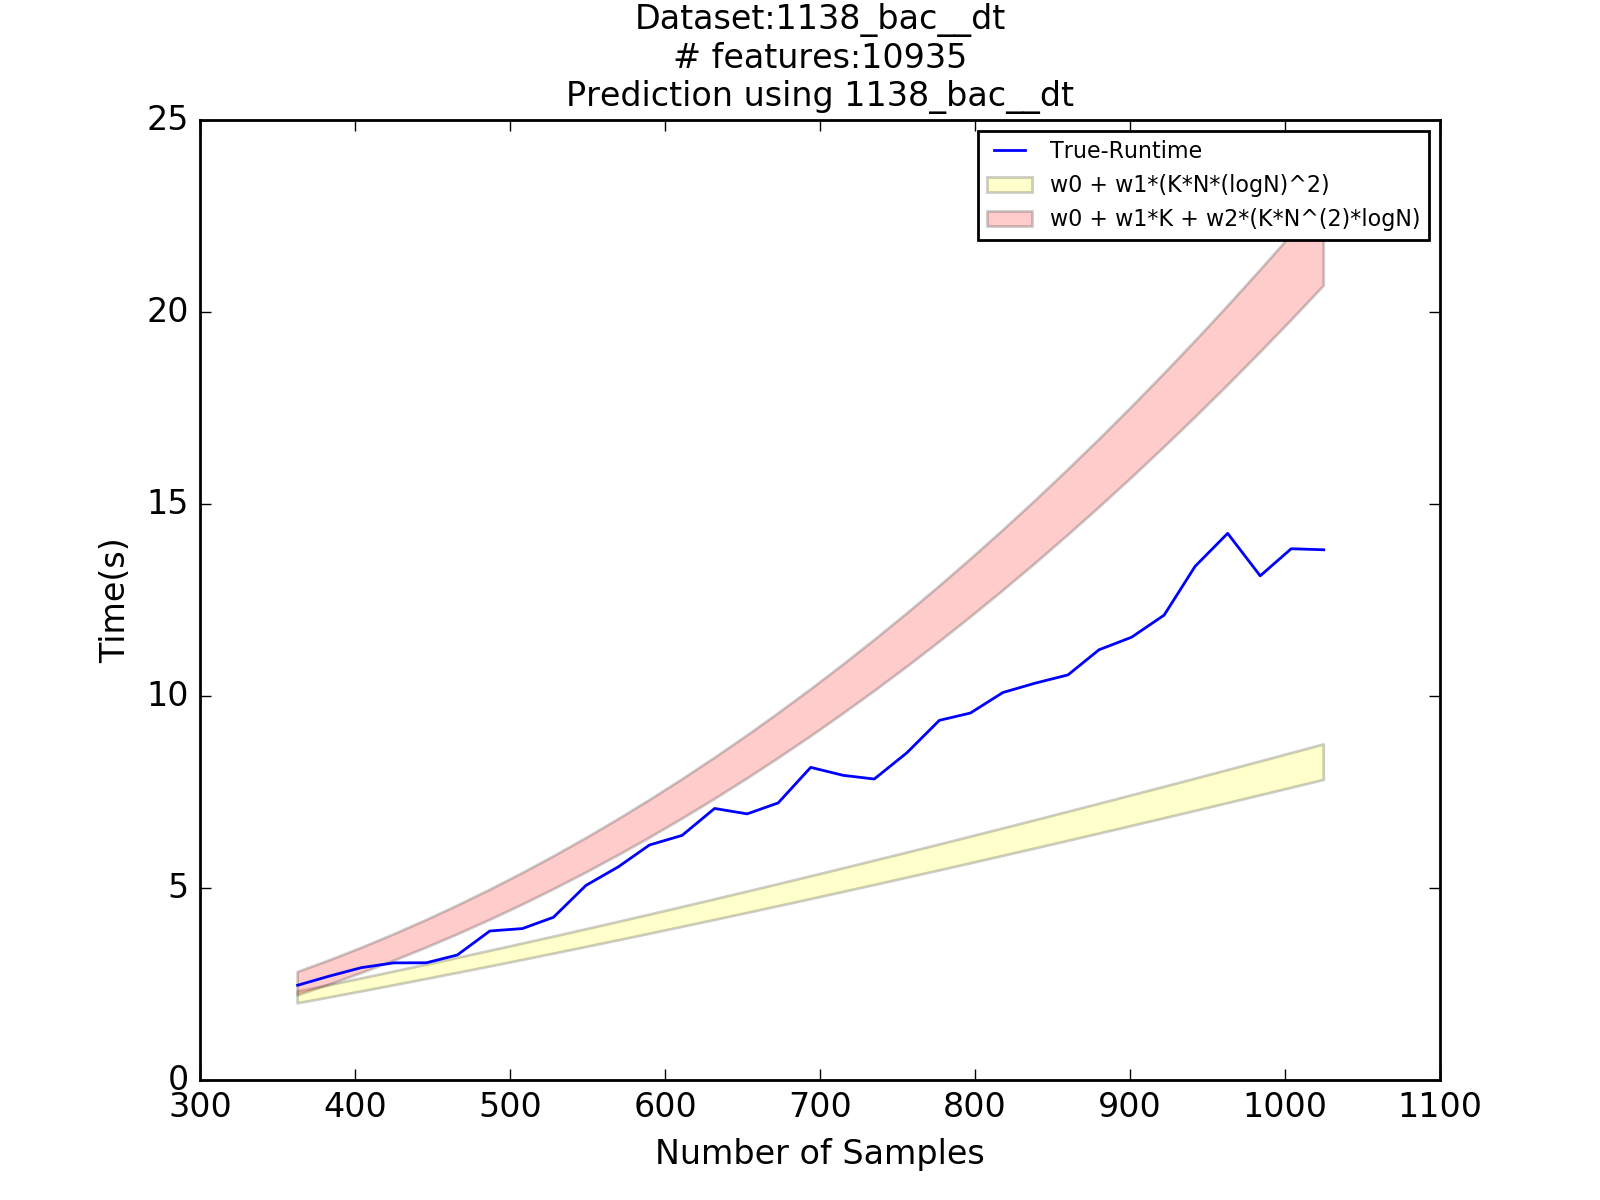 Dataset:1138_bac__dt
# features:10935
Prediction using 1138_bac__dt
True-Runtime
w0 + w1*(K*N*(logN)^2)
w0 + w1*K + w2*(K*N^(2)*logN)
25
20
15
10
5
0
Time(s)
300 400 500 600 700 800 900 1000 1100
Number of Samples